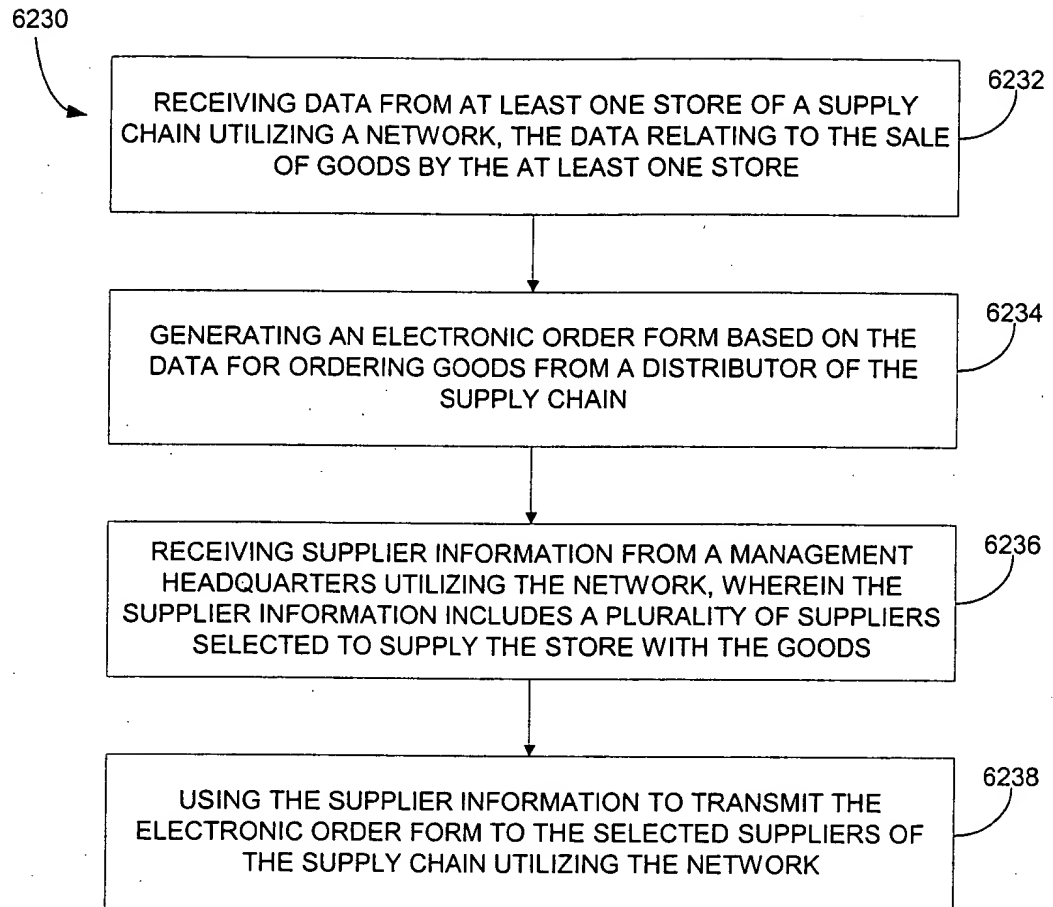 6230
6232
RECEIVING DATA FROM AT LEAST ONE STORE OF A SUPPLY
CHAIN UTILIZING A NETWORK, THE DATA RELATING TO THE SALE
OF GOODS BY THE AT LEAST ONE STORE
6234
GENERATING AN ELECTRONIC ORDER FORM BASED ON THE
DATA FOR ORDERING GOODS FROM A DISTRIBUTOR OF THE
SUPPLY CHAIN
6236
RECEIVING SUPPLIER INFORMATION FROM A MANAGEMENT
HEADQUARTERS UTILIZING THE NETWORK, WHEREIN THE
SUPPLIER INFORMATION INCLUDES A PLURALITY OF SUPPLIERS
SELECTED TO SUPPLY THE STORE WITH THE GOODS
6238
USING THE SUPPLIER INFORMATION TO TRANSMIT THE
ELECTRONIC ORDER FORM TO THE SELECTED SUPPLIERS OF
THE SUPPLY CHAIN UTILIZING THE NETWORK